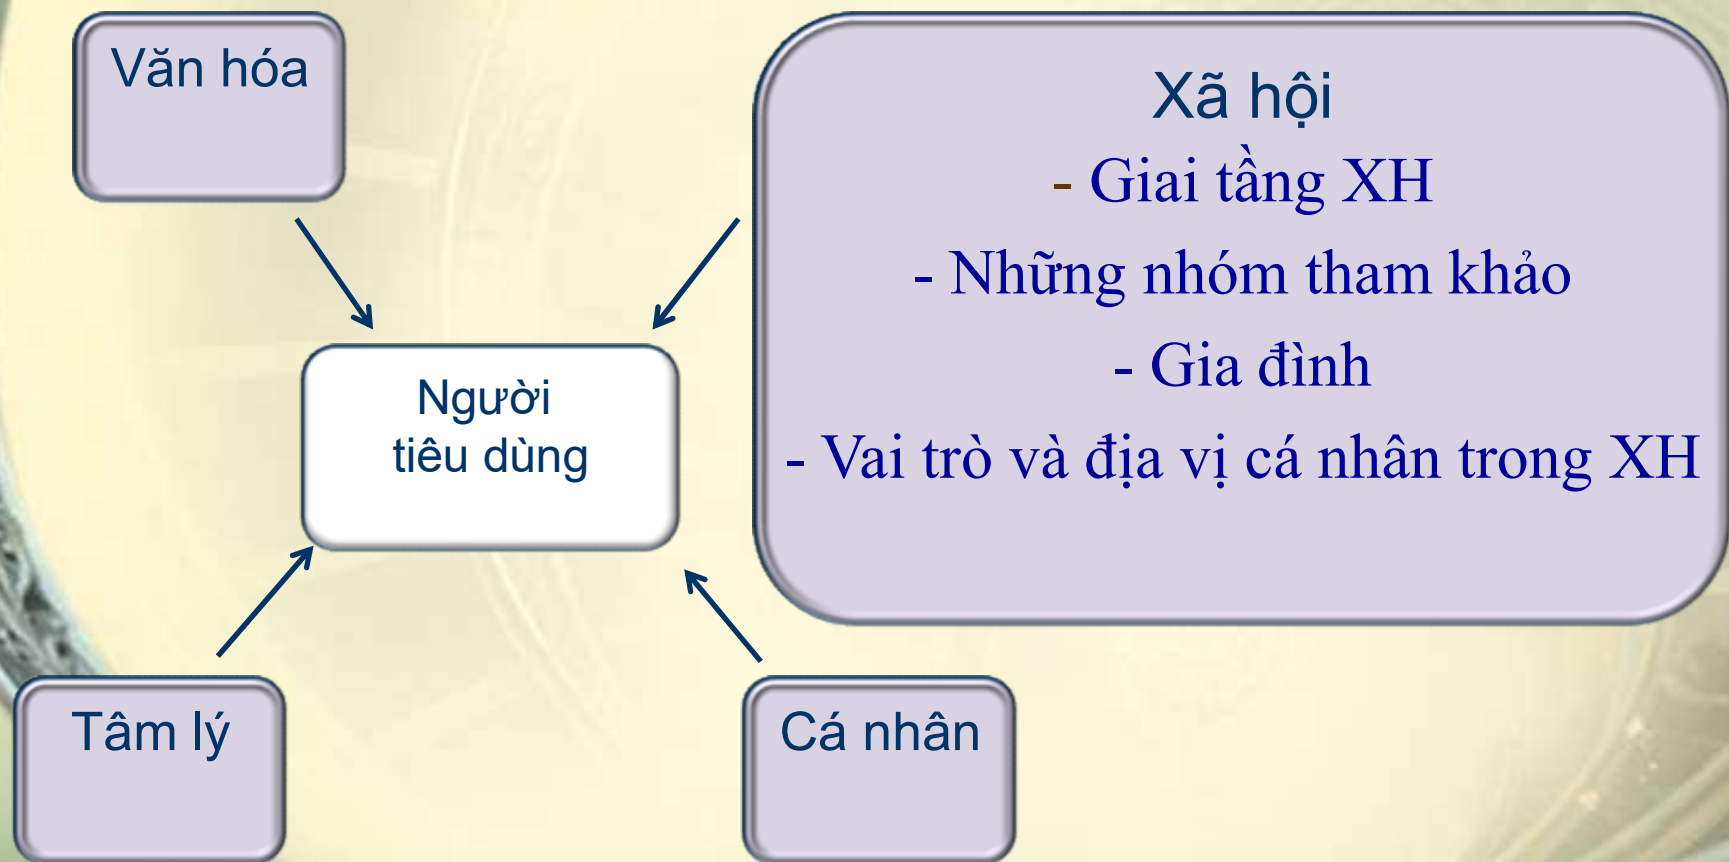 Văn hóa
Xã hội
- Giai tầng XH
- Những nhóm tham khảo
- Gia đình
- Vai trò và địa vị cá nhân trong XH
Người
tiêu dùng
Tâm lý
Cá nhân